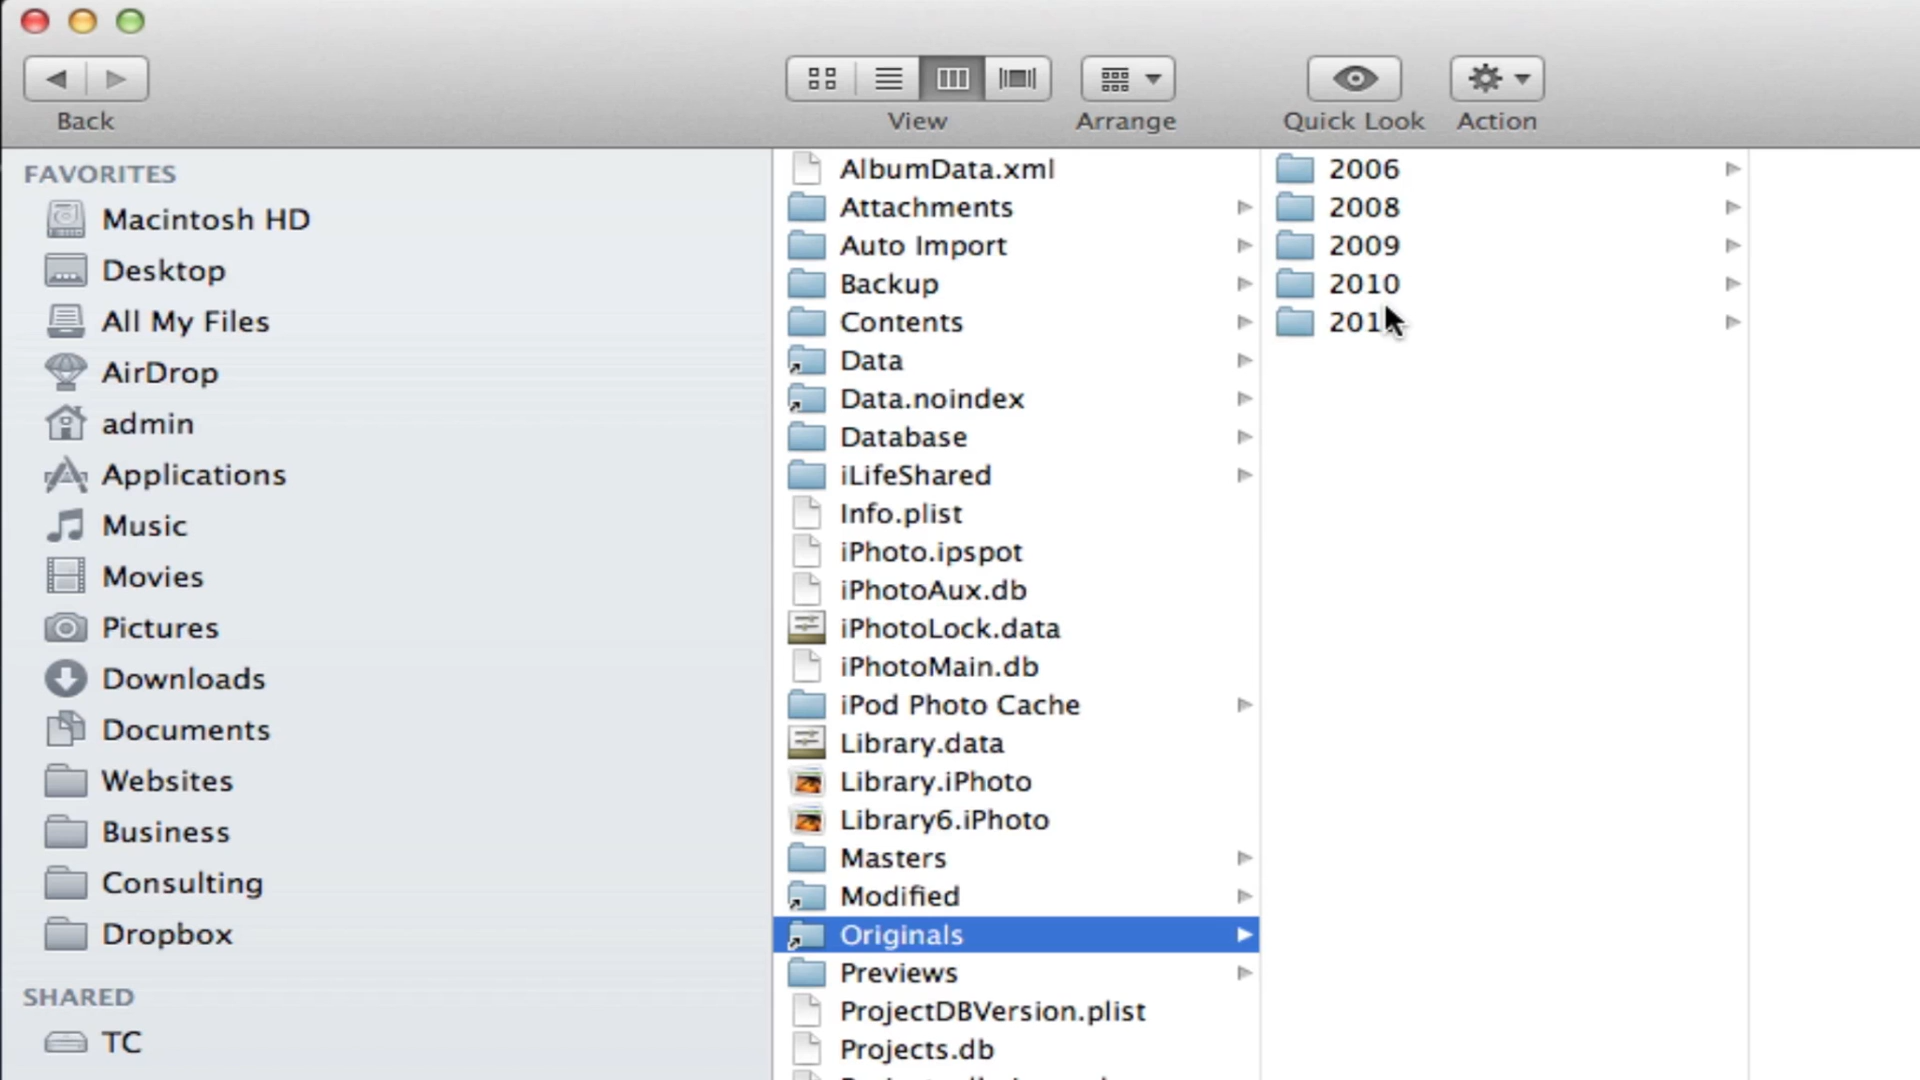 Back
View
Arrange
Quick Look
Action
FAVORITES
Macintosh HD
Desktop
All My Files
AirDrop
admin
Applications
Music
Movies
Pictures
Downloads
Documents
Websites
Business
Consulting
Dropbox
SHARED
TC
AlbumData.xml
Attachments
Auto Import
Backup
Contents
Data
Data.noindex
Database
iLifeShared
Info.plist
iPhoto.ipspot
iPhotoAux.db
iPhotoLock.data
iPhotoMain.db
iPod Photo Cache
Library.data
Library.iPhoto
Library6.iPhoto
Masters
Modified
Originals
Previews
ProjectDBVersion.plist
Projects.db
2006
2008
2009
2010